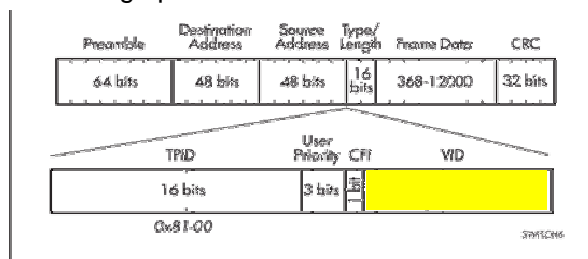 Preamble Destination Address Source Address Type/ Length Frame Data CRC
64 bits 48 bits 48 bits 16 bits 368-12000 32 bits
TPID User Priority CFI VID
16 bits 3 bits 1 bit
0x81-00